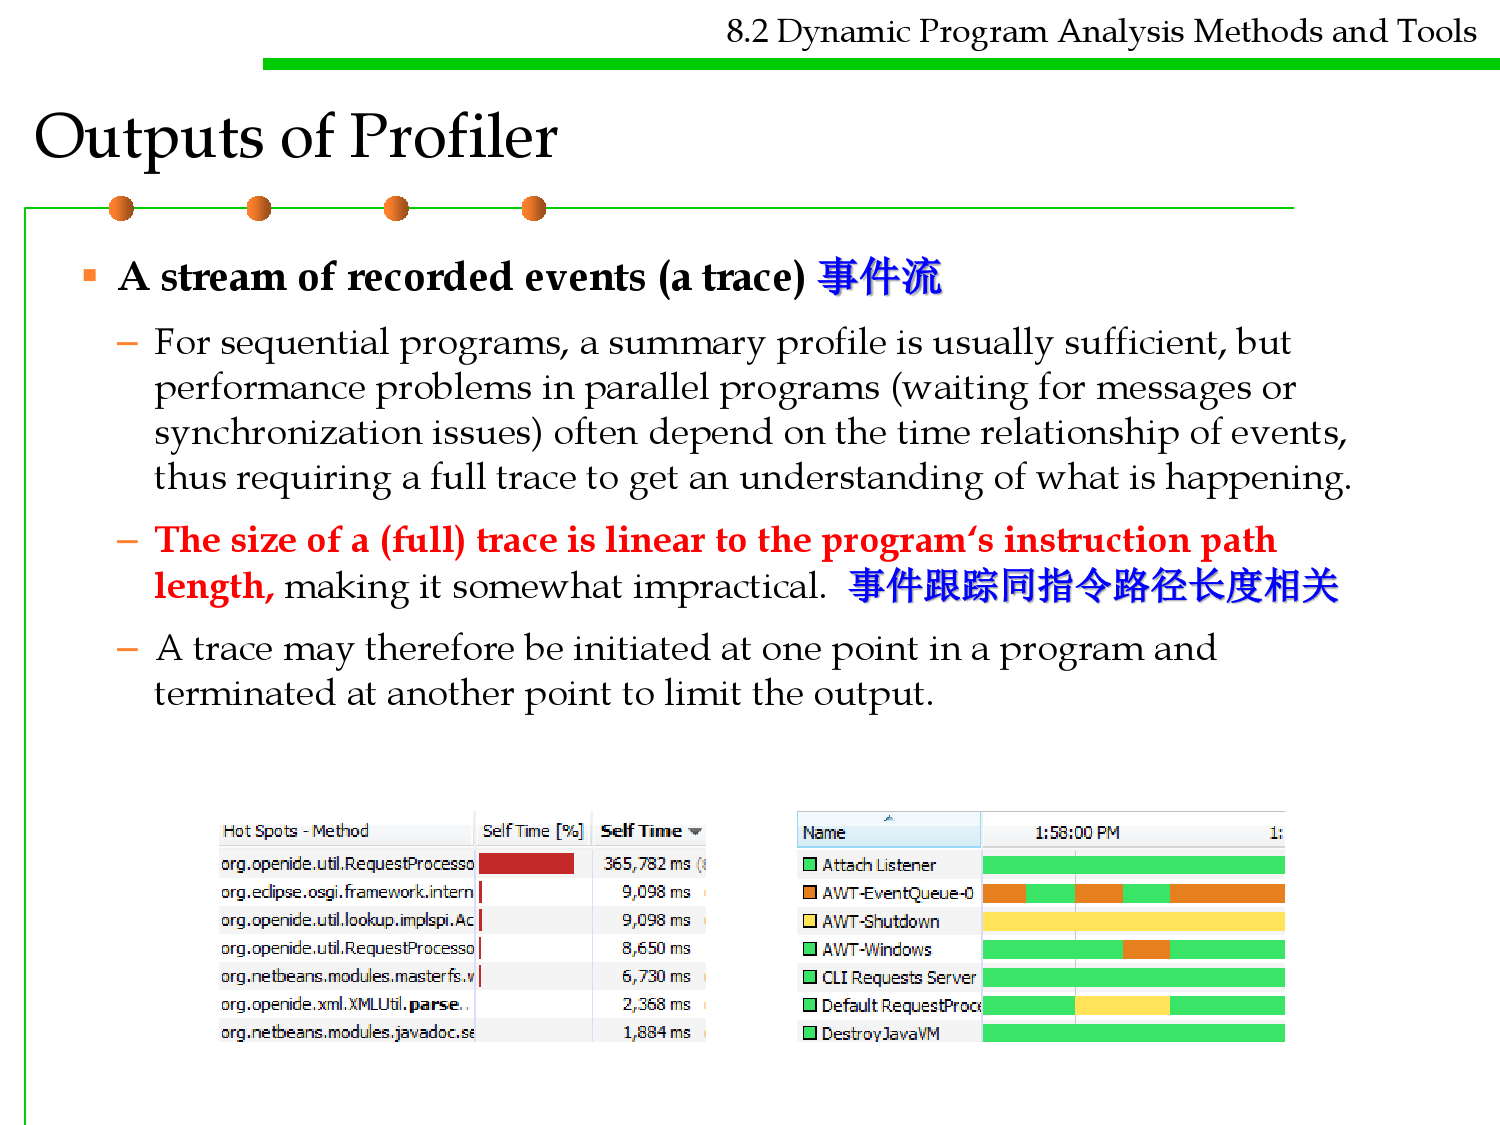 8.2 Dynamic Program Analysis Methods and Tools
Outputs of Profiler
▪ A stream of recorded events (a trace) 事件流
– For sequential programs, a summary profile is usually sufficient, but
performance problems in parallel programs (waiting for messages or
synchronization issues) often depend on the time relationship of events,
thus requiring a full trace to get an understanding of what is happening.
– The size of a (full) trace is linear to the program‘s instruction path
length, making it somewhat impractical. 事件跟踪同指令路径长度相关
– A trace may therefore be initiated at one point in a program and
terminated at another point to limit the output.
Hot Spots - Method Self Time [%] Self Time
org.openide.util.RequestProcesso 365,782 ms (
org.eclipse.osgi.framework.intern 9,098 ms
org.openide.util.lookup.implspi.Ac 9,098 ms
org.openide.util.RequestProcesso 8,650 ms
org.netbeans.modules.masterfs.w 6,730 ms
org.openide.xml.XMLUtil.parse..
2,368 ms
org.netbeans.modules.javadoc.se 1,884 ms
Name 1:58:00 PM 1:
Attach Listener
AWT-EventQueue-0
AWT-Shutdown
AWT-Windows
CLI Requests Server
Default RequestProce
DestroyJavaVM